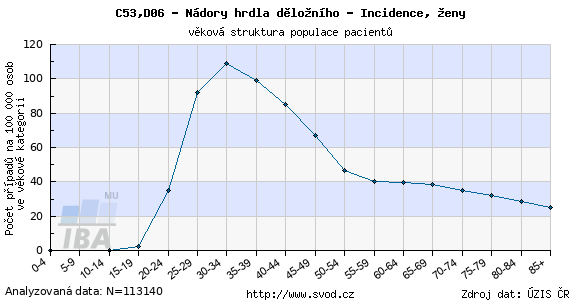 C53,D06 - Nádory hrdla děložního - Incidence, ženy
věková struktura populace pacientů
Počet případů na 100 000 osob
ve věkové kategorii
120
100
80
60
40
20
0
MU
IBA
0-4
5-9
10-14
15-19
20-24
25-29
30-34
35-39
40-44
45-49
50-54
55-59
60-64
65-69
70-74
75-79
80-84
85+
Analyzovaná data: N=113140
http://www.svod.cz
Zdroj dat: ÚZIS ČR